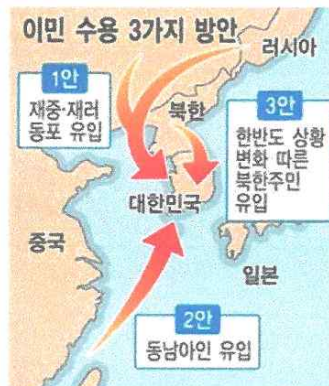 이민 수용 3가지 방안
러시아
1안
재중·재러
동포 유입
북한
3안
한반도 상황
변화 따른
북한주민
유입
대한민국
중국
일본
2안
동남아인 유입